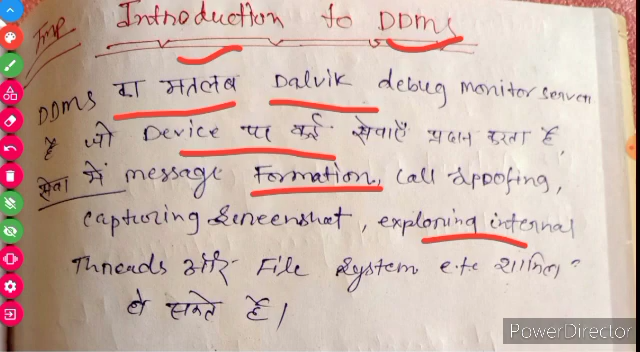 Imp
Introduction to DDMS
DDMS का मतलब Dalvik debug monitor server
है जो Device पर कई सेवाएँ प्रदान करता है,
सेवा में message Formation, Call Spoofing,
capturing Screenshot, exploring internal
Threads और File System etc शामिल
हो सकते हैं।
PowerDirector